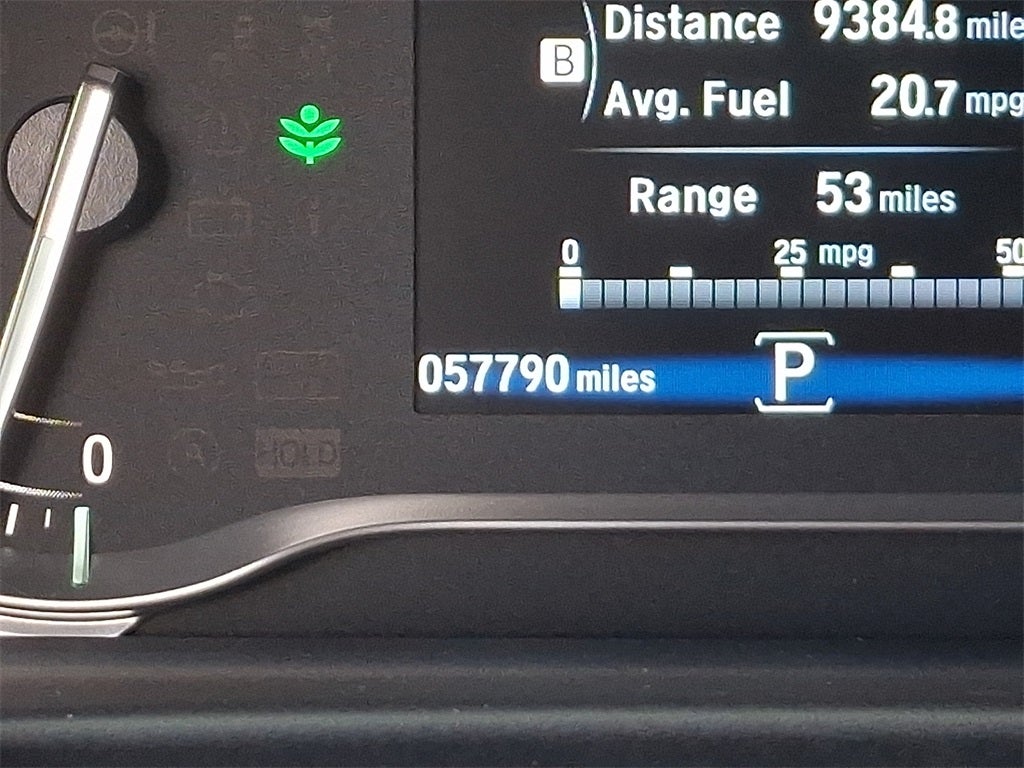 Distance 9384.8 mile
B
Avg. Fuel 20.7 mpg
Range 53 miles
0 25 mpg 50
057790 miles P
0
HOLD